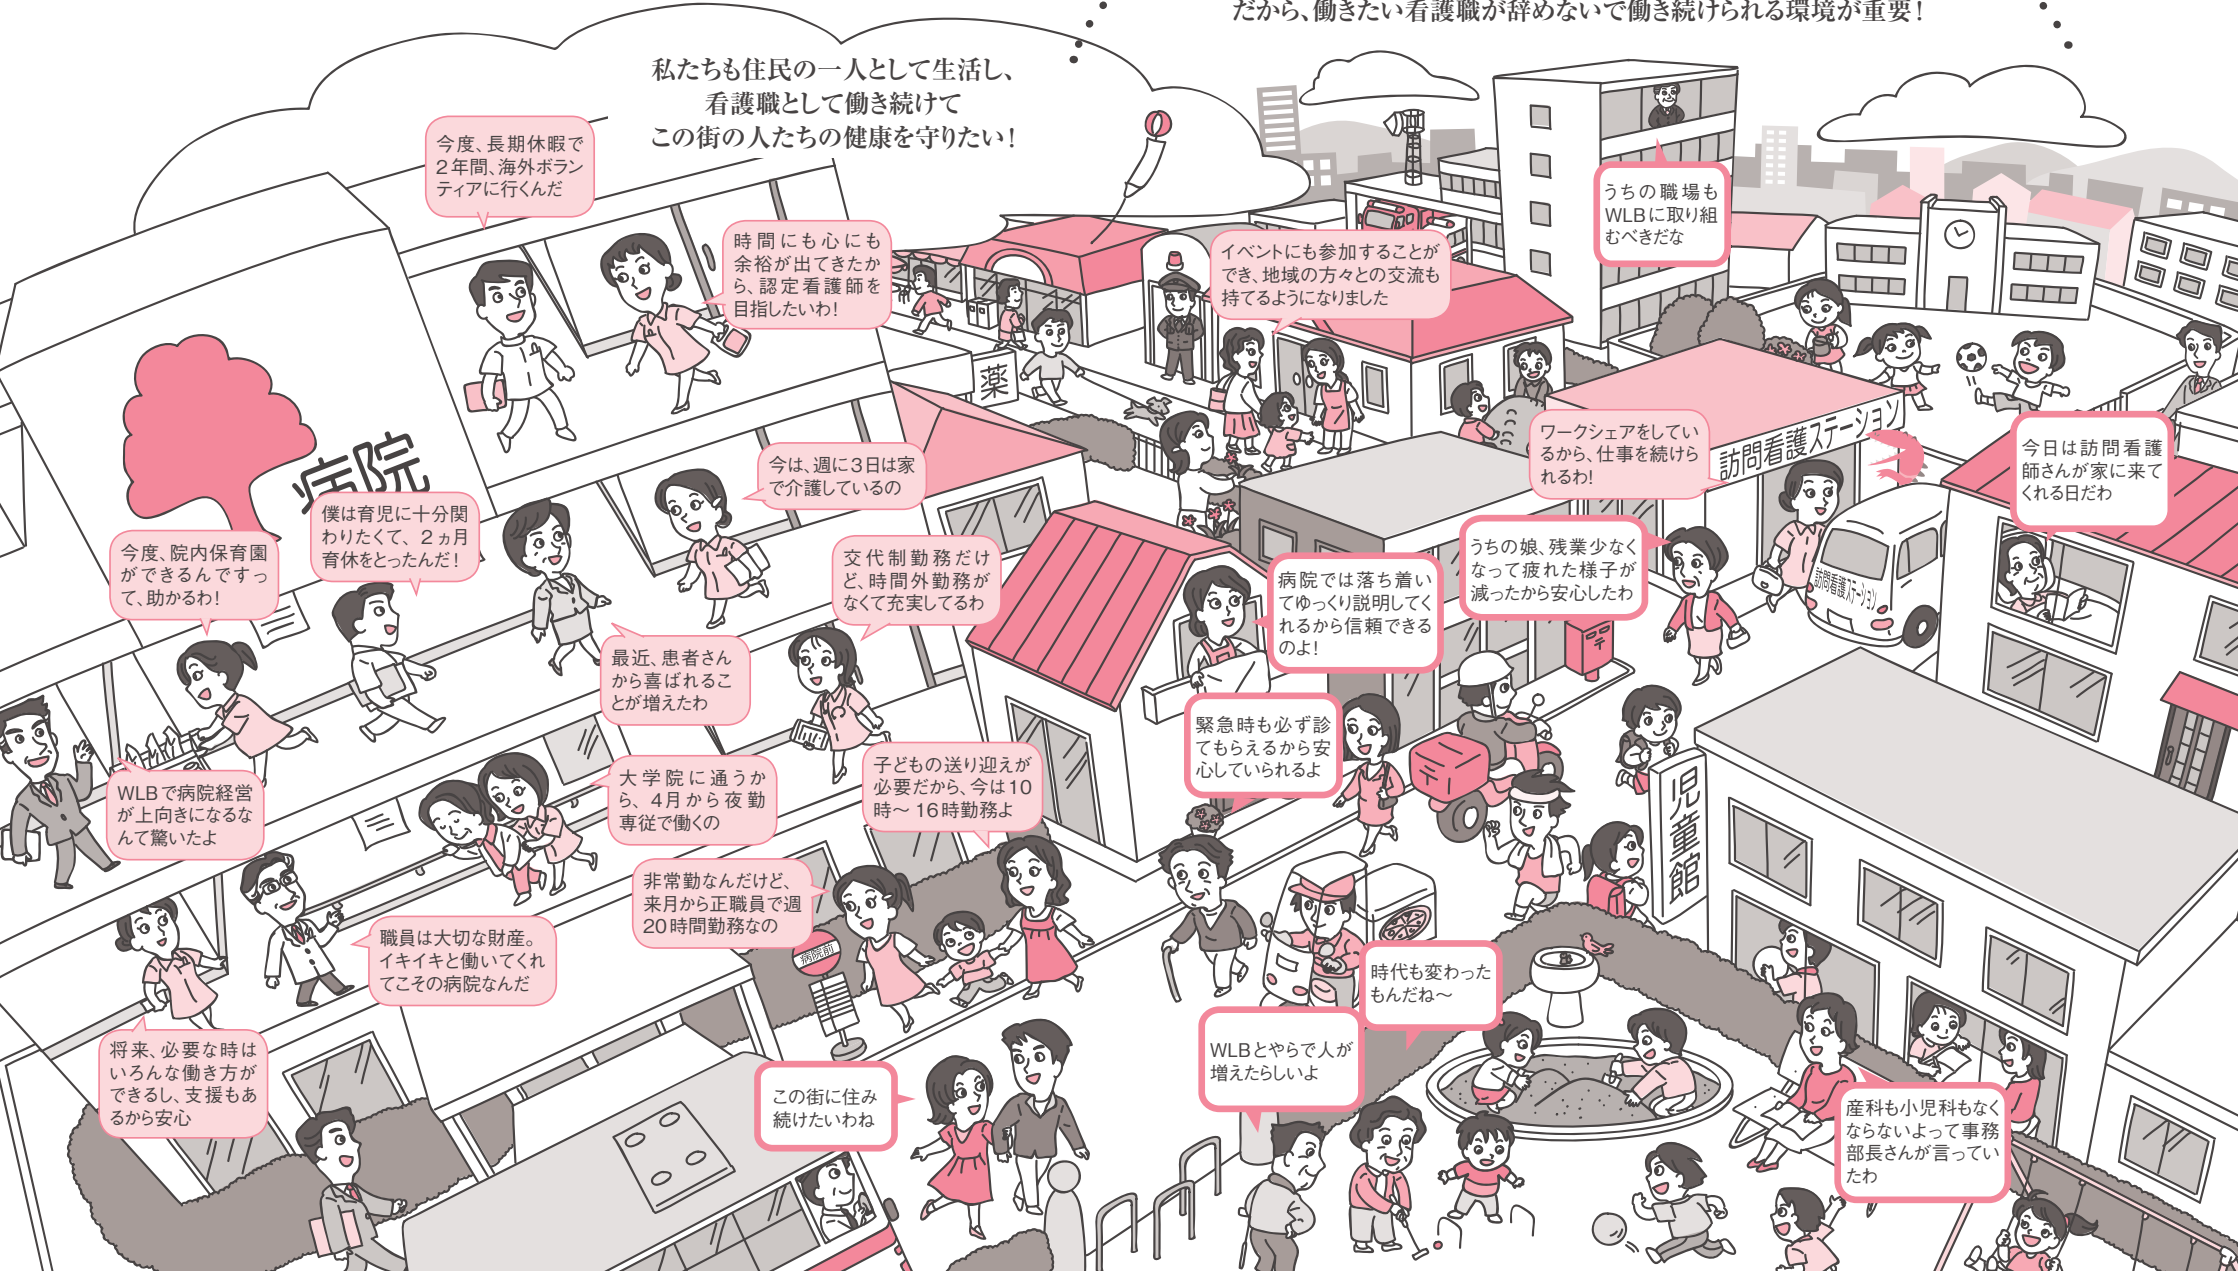 だから、働きたい看護職が辞めないで働き続けられる環境が重要！
私たちも住民の一人として生活し、
看護職として働き続けて
この街の人たちの健康を守りたい！
今度、長期休暇で
2年間、海外ボラン
ティアに行くんだ
時間にも心にも
余裕が出てきたか
ら、認定看護師を
目指したいわ！
イベントにも参加することが
でき、地域の方々との交流も
持てるようになりました
うちの職場も
WLBに取り組
むべきだな
薬
病院
今は、週に3日は家
で介護しているの
ワークシェアをしてい
るから、仕事を続けら
れるわ！
訪問看護ステーション
今日は訪問看護
師さんが家に来て
くれる日だわ
僕は育児に十分関
わりたくて、2ヵ月
育休をとったんだ！
今度、院内保育園
ができるんですっ
て、助かるわ！
交代制勤務だけ
ど、時間外勤務が
なくて充実してるわ
病院では落ち着い
てゆっくり説明してく
れるから信頼できる
のよ！
うちの娘、残業少なく
なって疲れた様子が
減ったから安心したわ
訪問看護ステーション
〒
最近、患者さん
から喜ばれるこ
とが増えたわ
緊急時も必ず診
てもらえるから安
心していられるよ
〒
WLBで病院経営
が上向きになるな
んて驚いたよ
大学院に通うか
ら、4月から夜勤
専従で働くの
子どもの送り迎えが
必要だから、今は10
時〜16時勤務よ
児童館
非常勤なんだけど、
来月から正職員で週
20時間勤務なの
病院前
職員は大切な財産。
イキイキと働いてくれ
てこその病院なんだ
時代も変わった
もんだね〜
WLBとやらで人が
増えたらしいよ
将来、必要な時は
いろんな働き方が
できるし、支援もあ
るから安心
この街に住み
続けたいわね
産科も小児科もなく
ならないよって事務
部長さんが言ってい
たわ